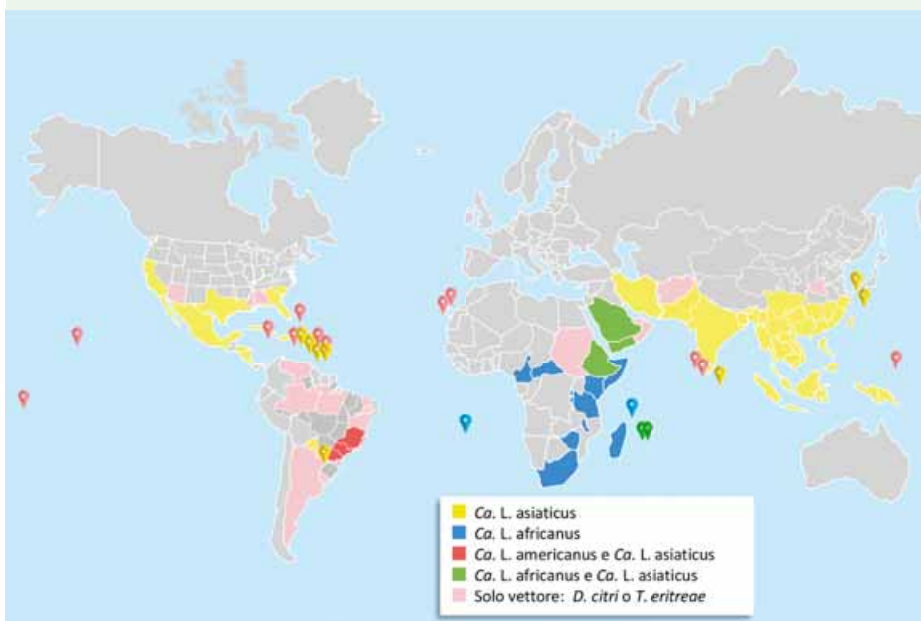 Ca. L. asiaticus
Ca. L. africanus
Ca. L. americanus e Ca. L. asiaticus
Ca. L. africanus e Ca. L. asiaticus
Solo vettore: D. citri o T. eritreae